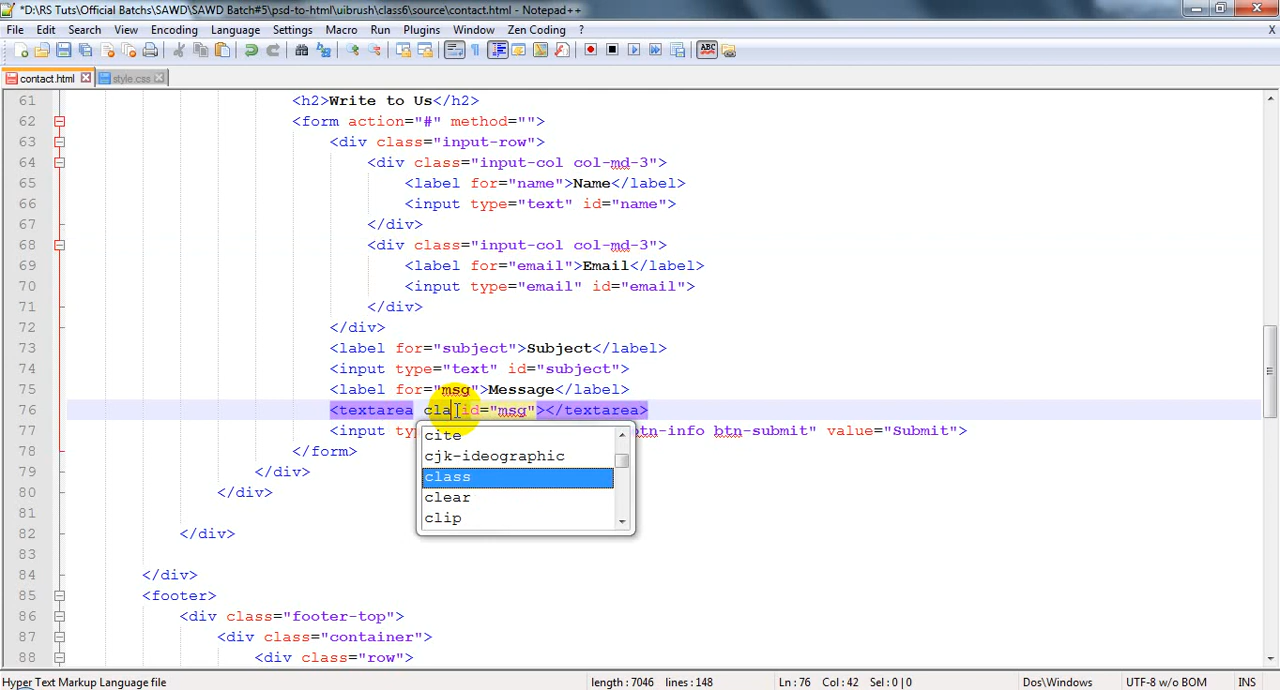 *D:\RS Tuts\Official Batchs\SAWD Batch#5\psd-to-html\uibrush\class6\source\contact.html - Notepad++
File Edit Search View Encoding Language Settings Macro Run Plugins Window Zen Coding ? X
contact.html style.css
61 <h2>Write to Us</h2>
62 <form action="#" method="">
63 <div class="input-row">
64 <div class="input-col col-md-3">
65 <label for="name">Name</label>
66 <input type="text" id="name">
67 </div>
68 <div class="input-col col-md-3">
69 <label for="email">Email</label>
70 <input type="email" id="email">
71 </div>
72 </div>
73 <label for="subject">Subject</label>
74 <input type="text" id="subject">
75 <label for="msg">Message</label>
76 <textarea cla id="msg"></textarea>
77 <input btn-submit" value="Submit">
78 </form>
79 </div>
80 </div>
81
82 </div>
83
84 </div>
85 <footer>
86 <div class="footer-top">
87 <div class="container">
88 <div class="row">
cite
cjk-ideographic
class
clear
clip
Hyper Text Markup Language file length : 7046 lines : 148 Ln : 76 Col : 42 Sel : 0 | 0 Dos\Windows UTF-8 w/o BOM INS